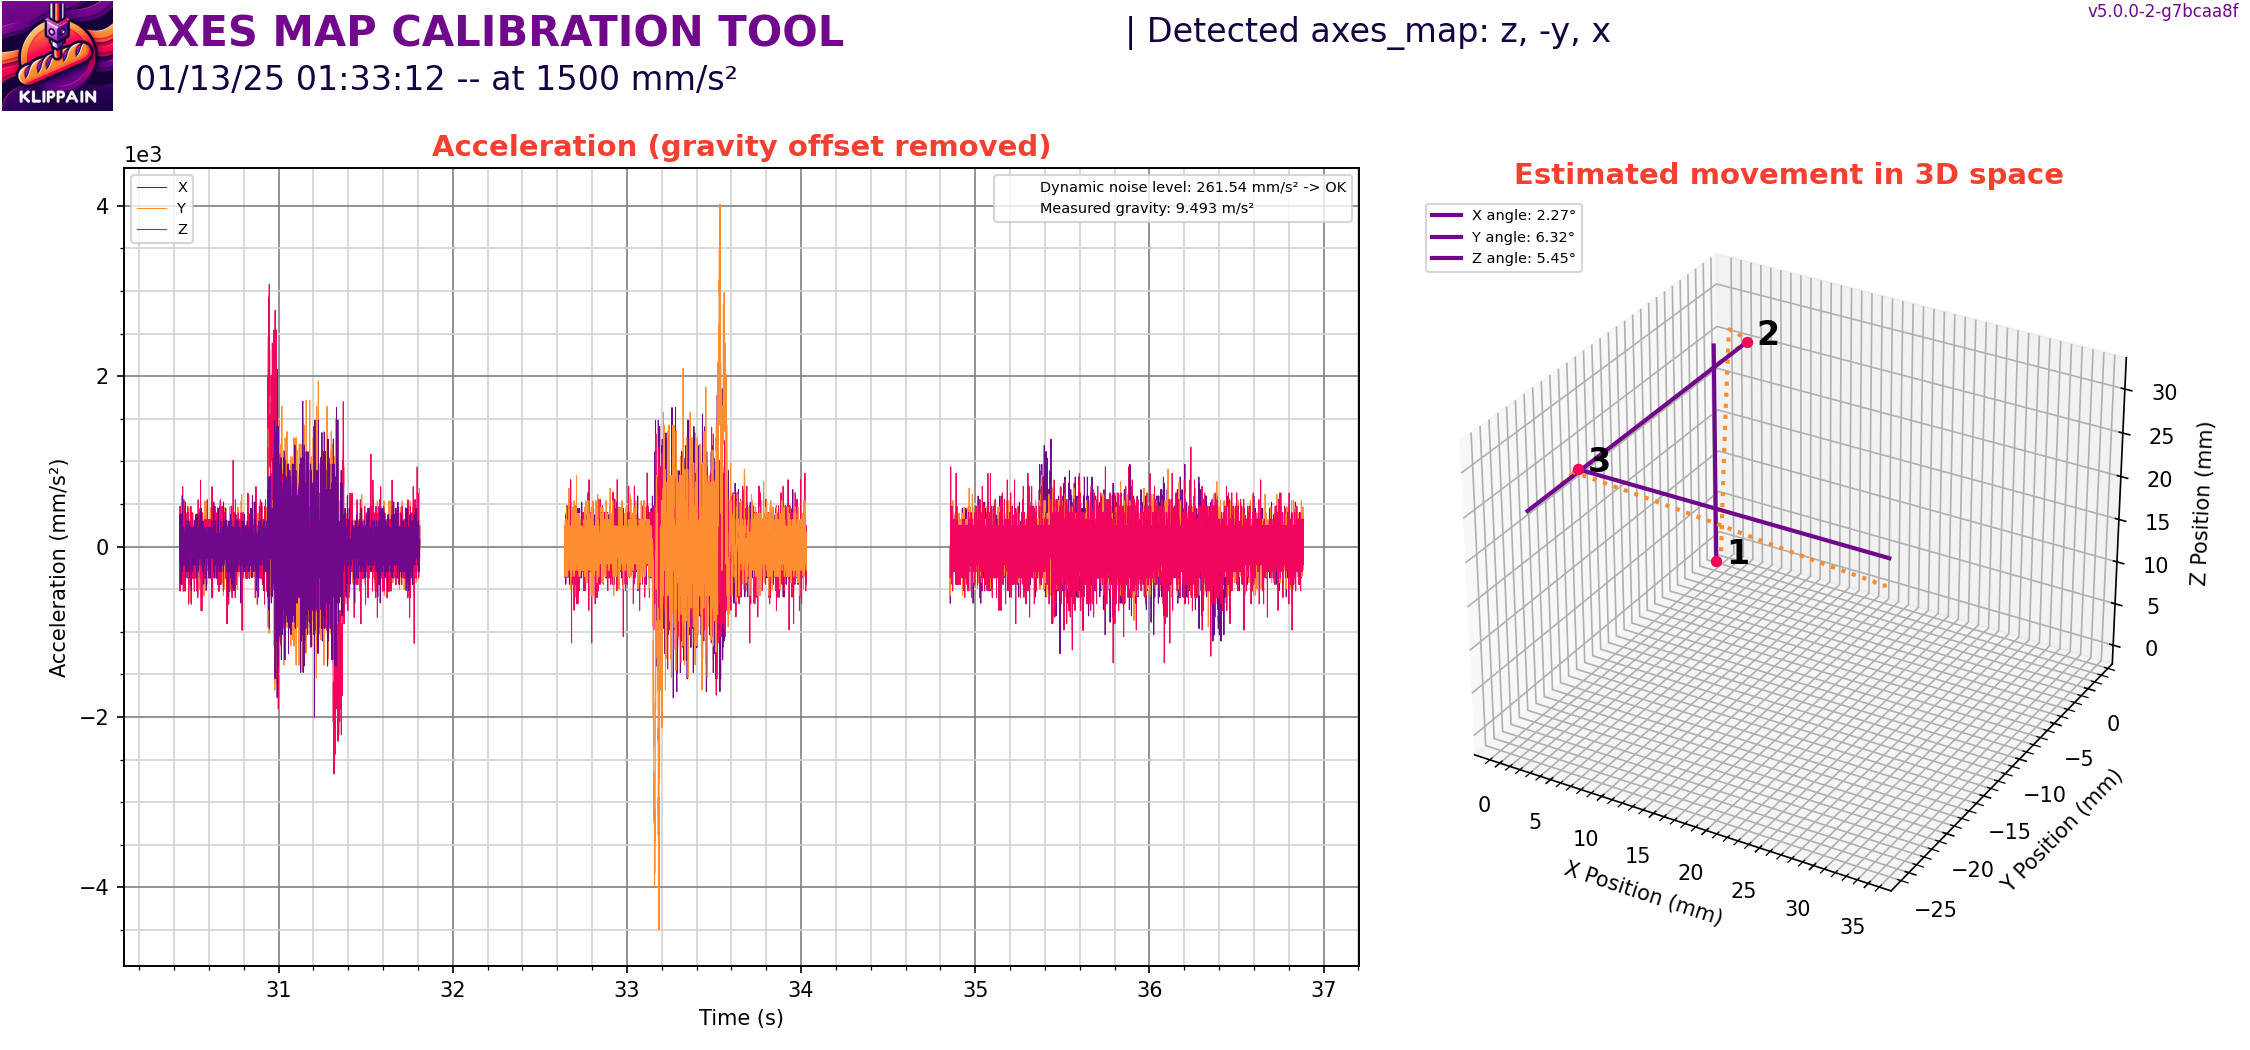 KLIPPAIN
AXES MAP CALIBRATION TOOL
01/13/25 01:33:12 -- at 1500 mm/s²
| Detected axes_map: z, -y, x
v5.0.0-2-g7bcaa8f
Acceleration (gravity offset removed)
1e3
X
Y
Z
Dynamic noise level: 261.54 mm/s² -> OK
Measured gravity: 9.493 m/s²
Acceleration (mm/s²)
4
2
0
−2
−4
31 32 33 34 35 36 37
Time (s)
Estimated movement in 3D space
X angle: 2.27°
Y angle: 6.32°
Z angle: 5.45°
2
3
1
30
25
20
15
10
5
0
Z Position (mm)
0
−5
−10
−15
−20
−25
Y Position (mm)
0
5
10
15
20
25
30
35
X Position (mm)